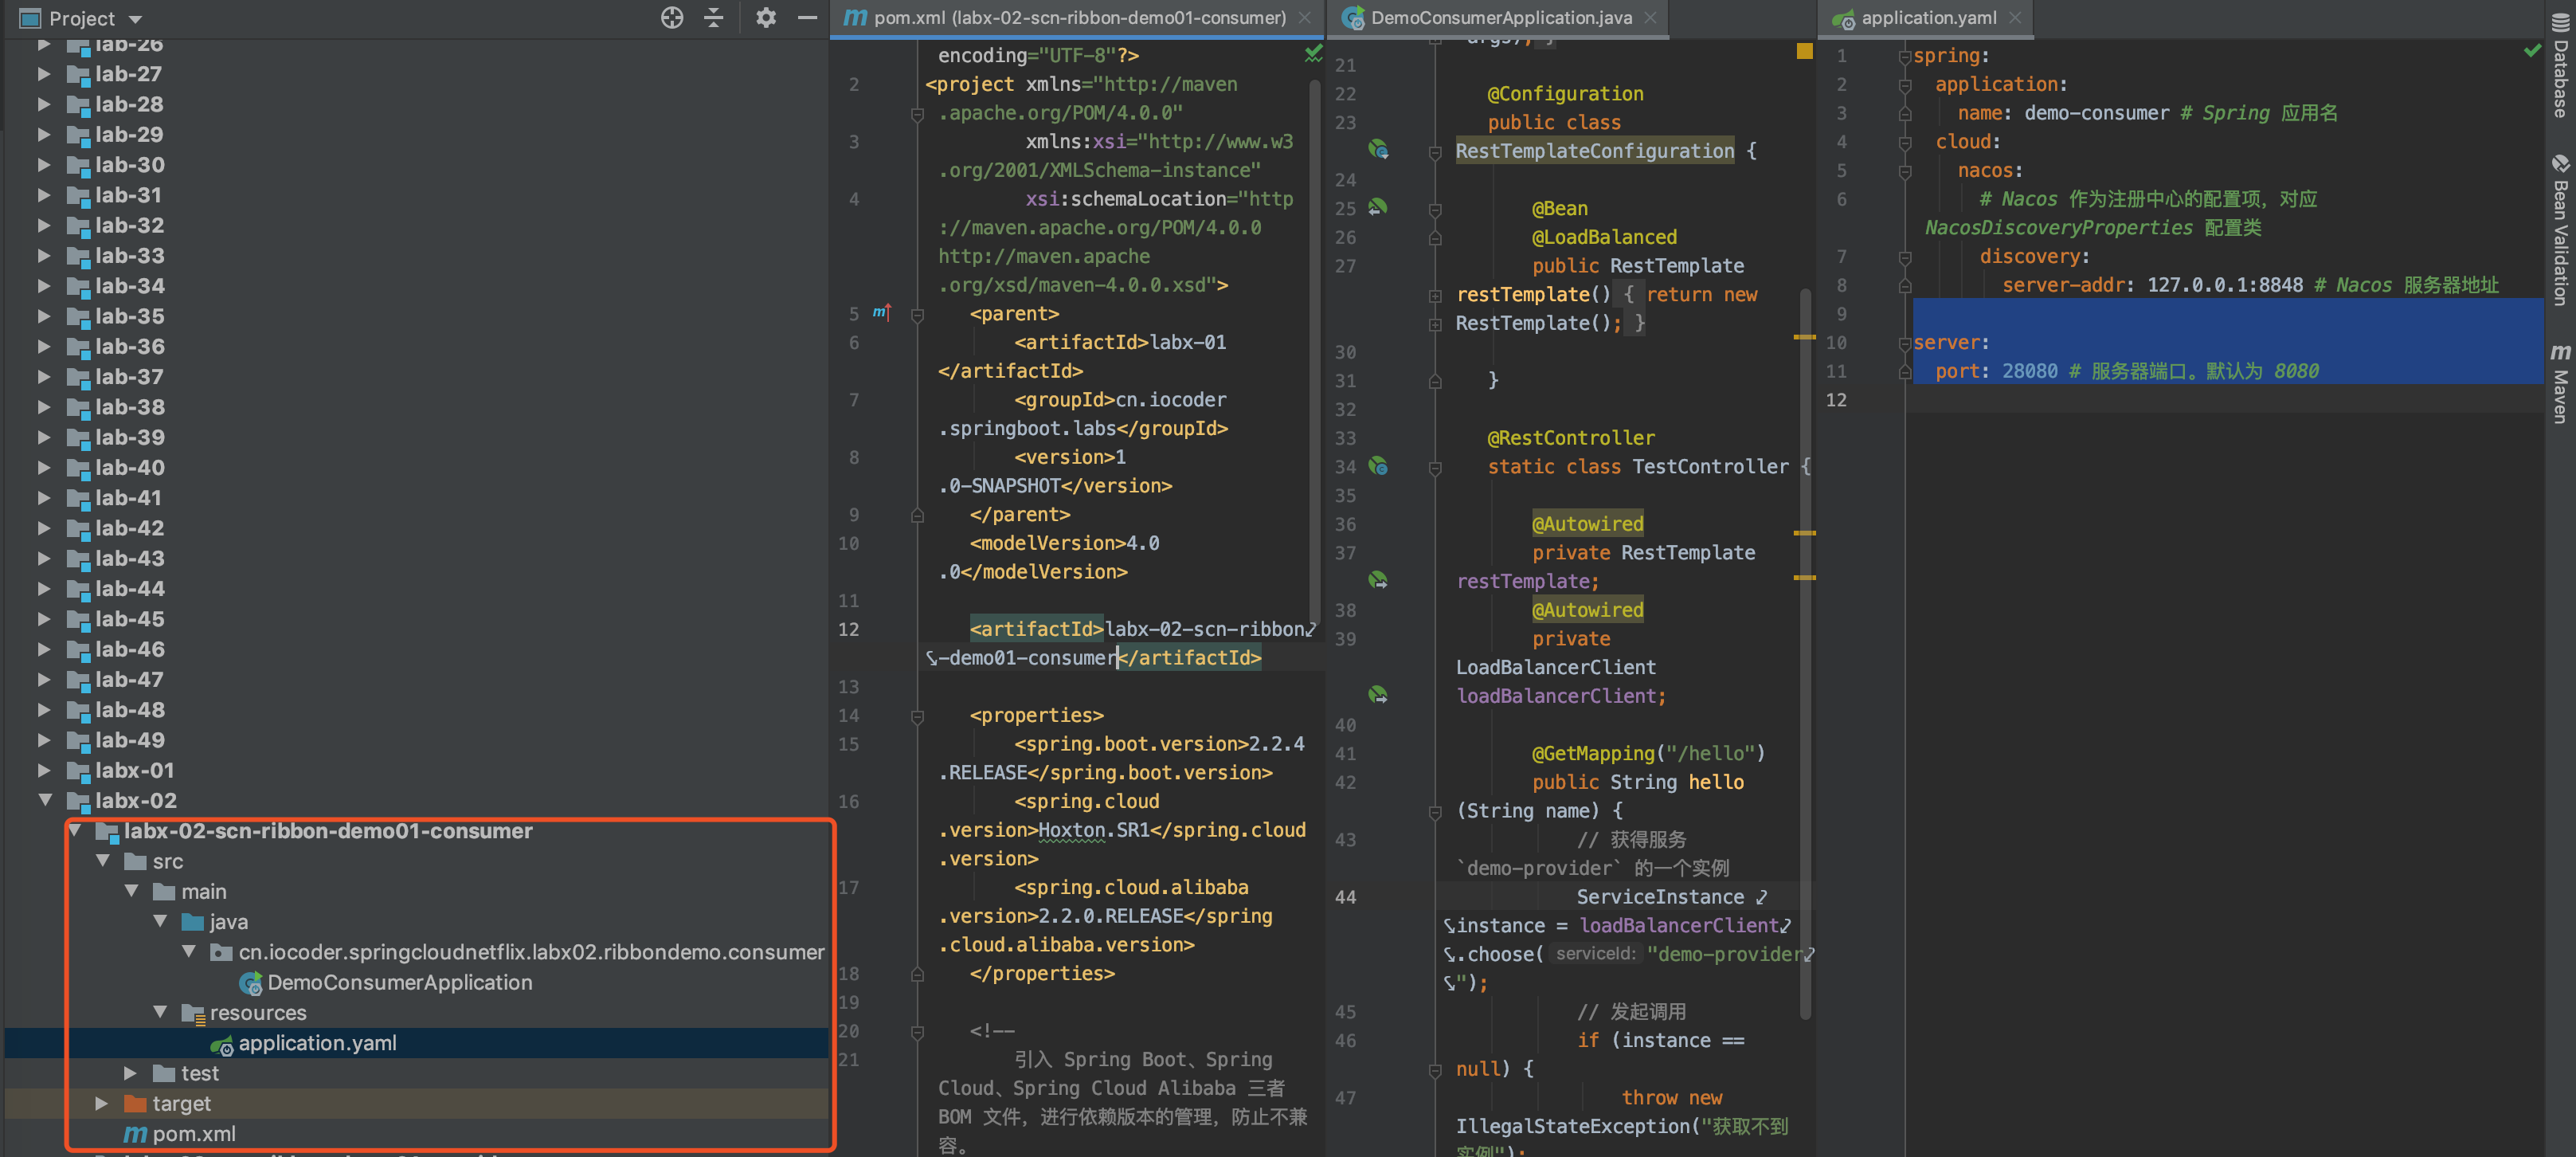 Project
lab-26
lab-27
lab-28
lab-29
lab-30
lab-31
lab-32
lab-33
lab-34
lab-35
lab-36
lab-37
lab-38
lab-39
lab-40
lab-41
lab-42
lab-43
lab-44
lab-45
lab-46
lab-47
lab-48
lab-49
labx-01
labx-02
labx-02-scn-ribbon-demo01-consumer
src
main
java
cn.iocoder.springcloudnetflix.labx02.ribbondemo.consumer
DemoConsumerApplication
resources
application.yaml
test
target
pom.xml
pom.xml (labx-02-scn-ribbon-demo01-consumer)
encoding="UTF-8"?>
2 <project xmlns="http://maven
.apache.org/POM/4.0.0"
3 xmlns:xsi="http://www.w3
.org/2001/XMLSchema-instance"
4 xsi:schemaLocation="http
://maven.apache.org/POM/4.0.0
http://maven.apache
.org/xsd/maven-4.0.0.xsd">
5 <parent>
6 <artifactId>labx-01
</artifactId>
7 <groupId>cn.iocoder
.springboot.labs</groupId>
8 <version>1
.0-SNAPSHOT</version>
9 </parent>
10 <modelVersion>4.0
.0</modelVersion>
11
12 <artifactId>labx-02-scn-ribbon
-demo01-consumer</artifactId>
13
14 <properties>
15 <spring.boot.version>2.2.4
.RELEASE</spring.boot.version>
16 <spring.cloud
.version>Hoxton.SR1</spring.cloud
.version>
17 <spring.cloud.alibaba
.version>2.2.0.RELEASE</spring
.cloud.alibaba.version>
18 </properties>
19
20 <!--
21 引入 Spring Boot、Spring
Cloud、Spring Cloud Alibaba 三者
BOM 文件，进行依赖版本的管理，防止不兼
容。
DemoConsumerApplication.java
args); }
21
22 @Configuration
23 public class
RestTemplateConfiguration {
24
25 @Bean
26 @LoadBalanced
27 public RestTemplate
restTemplate() { return new
RestTemplate(); }
30
31 }
32
33 @RestController
34 static class TestController {
35
36 @Autowired
37 private RestTemplate
restTemplate;
38 @Autowired
39 private
LoadBalancerClient
loadBalancerClient;
40
41 @GetMapping("/hello")
42 public String hello
(String name) {
43 // 获得服务
`demo-provider` 的一个实例
44 ServiceInstance
instance = loadBalancerClient
.choose( serviceId: "demo-provider
");
45 // 发起调用
46 if (instance ==
null) {
47 throw new
IllegalStateException("获取不到
实例");
application.yaml
1 spring:
2 application:
3 name: demo-consumer # Spring 应用名
4 cloud:
5 nacos:
6 # Nacos 作为注册中心的配置项，对应
NacosDiscoveryProperties 配置类
7 discovery:
8 server-addr: 127.0.0.1:8848 # Nacos 服务器地址
9
10 server:
11 port: 28080 # 服务器端口。默认为 8080
12
Database
Bean Validation
Maven